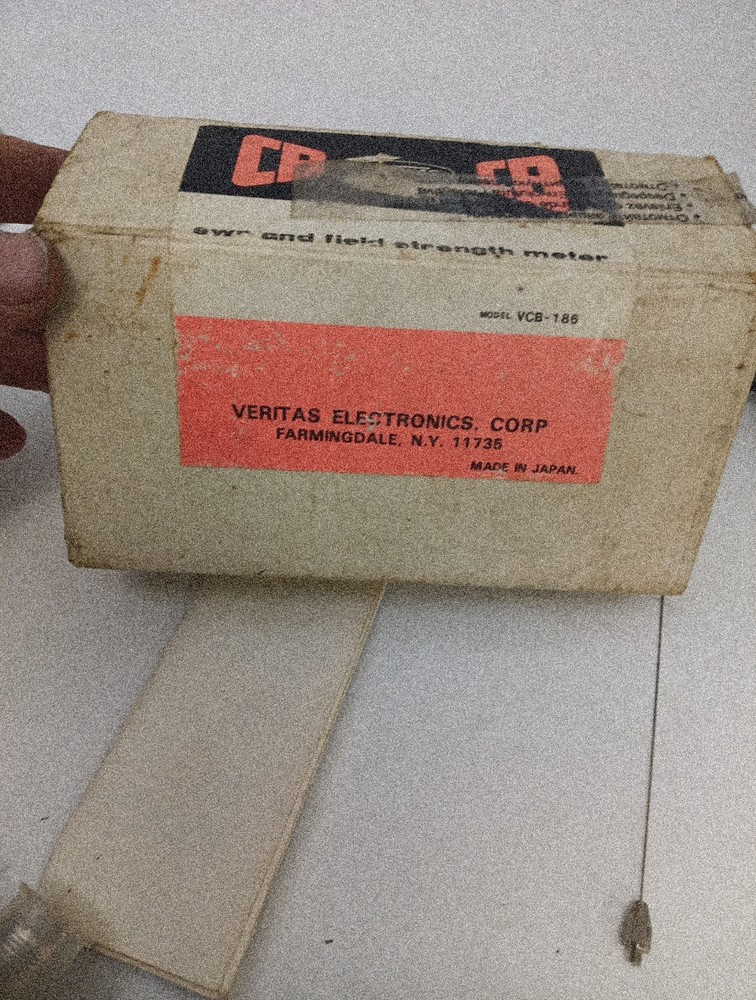 CB CB
swr and field strength meter
MODEL VCB-186
VERITAS ELECTRONICS. CORP
FARMINGDALE, N.Y. 11735
MADE IN JAPAN.